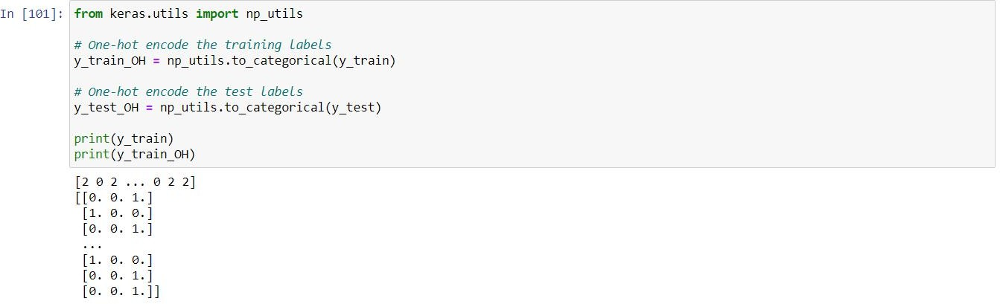 In [101]: from keras.utils import np_utils
# One-hot encode the training labels
y_train_OH = np_utils.to_categorical(y_train)
# One-hot encode the test labels
y_test_OH = np_utils.to_categorical(y_test)
print(y_train)
print(y_train_OH)
[2 0 2 ... 0 2 2]
[[0. 0. 1.]
[1. 0. 0.]
[0. 0. 1.]
...
[1. 0. 0.]
[0. 0. 1.]
[0. 0. 1.]]